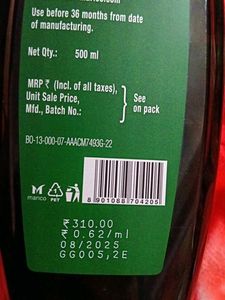 Use before 36 months from date
of manufacturing.
Net Qty.: 500 ml
MRP ₹ (Incl. of all taxes),
Unit Sale Price,
Mfd., Batch No.:
See
on pack
BO-13-000-07-AAACM7493G-22
marico
PET
8 901088 704205
₹310.00
₹0.62/ml
08/2025
GG005,2E